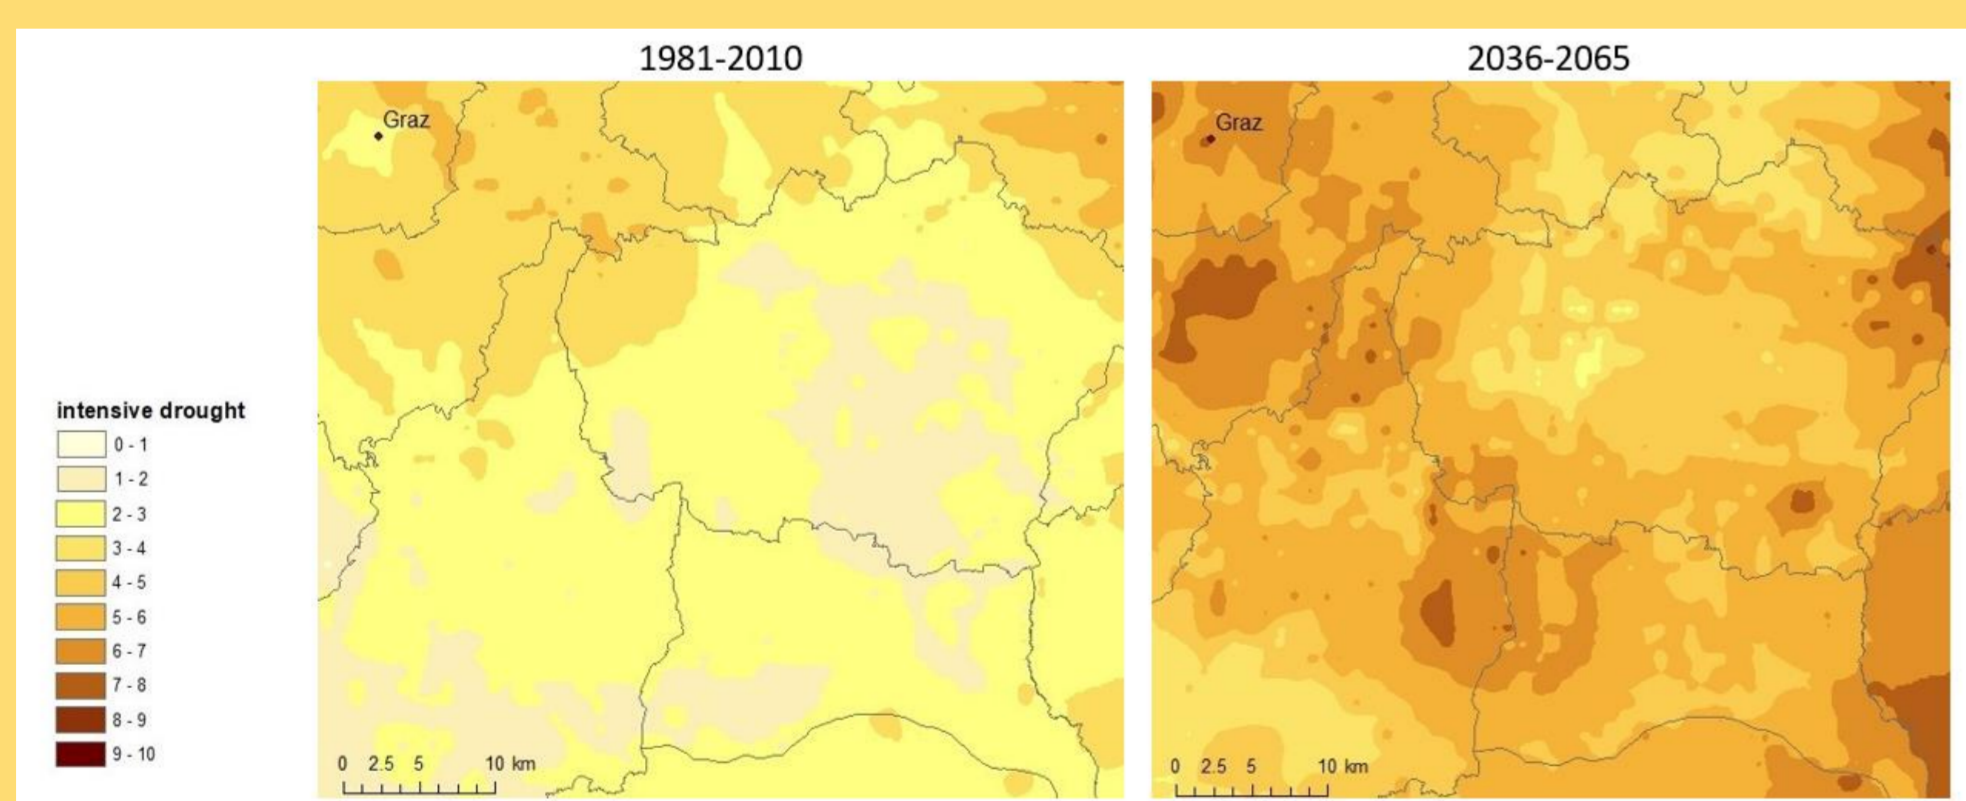 1981-2010
2036-2065
Graz
Graz
intensive drought
0 - 1
1 - 2
2 - 3
3 - 4
4 - 5
5 - 6
6 - 7
7 - 8
8 - 9
9 - 10
0 2.5 5 10 km
0 2.5 5 10 km